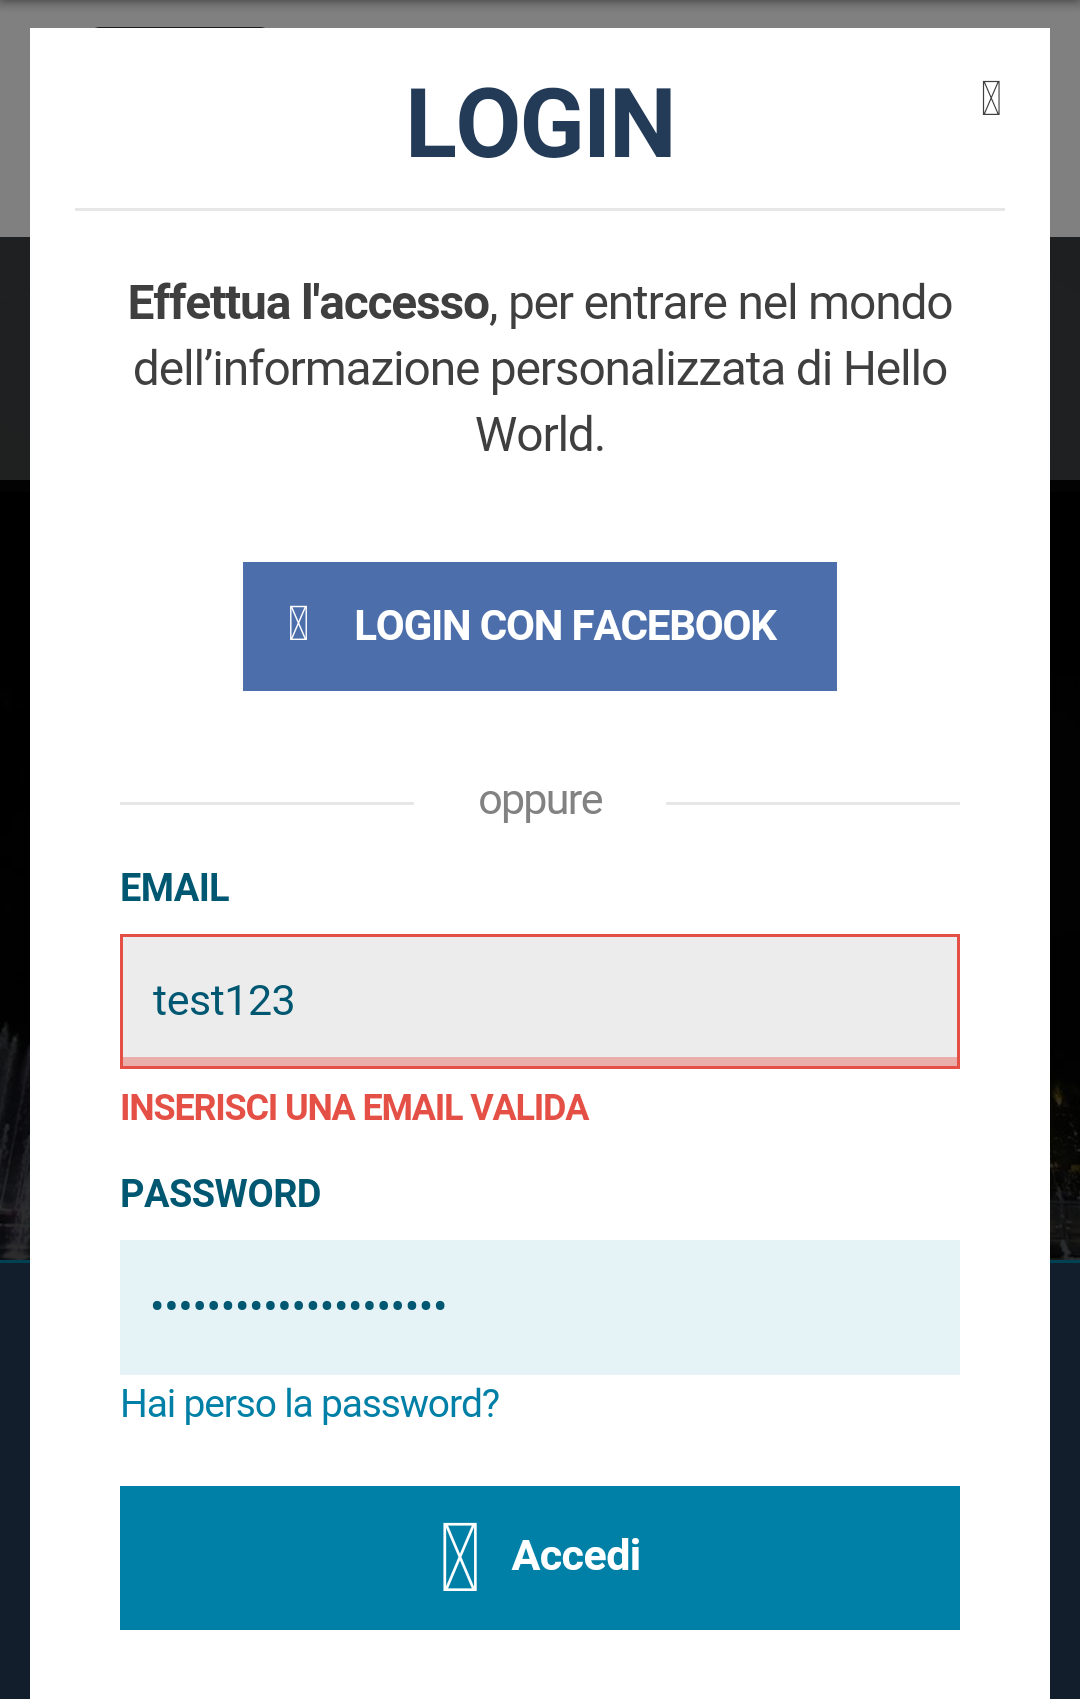 LOGIN
Effettua l'accesso, per entrare nel mondo
dell’informazione personalizzata di Hello
World.
LOGIN CON FACEBOOK
oppure
EMAIL
test123
INSERISCI UNA EMAIL VALIDA
PASSWORD
•••••••••••••••••••••
Hai perso la password?
Accedi